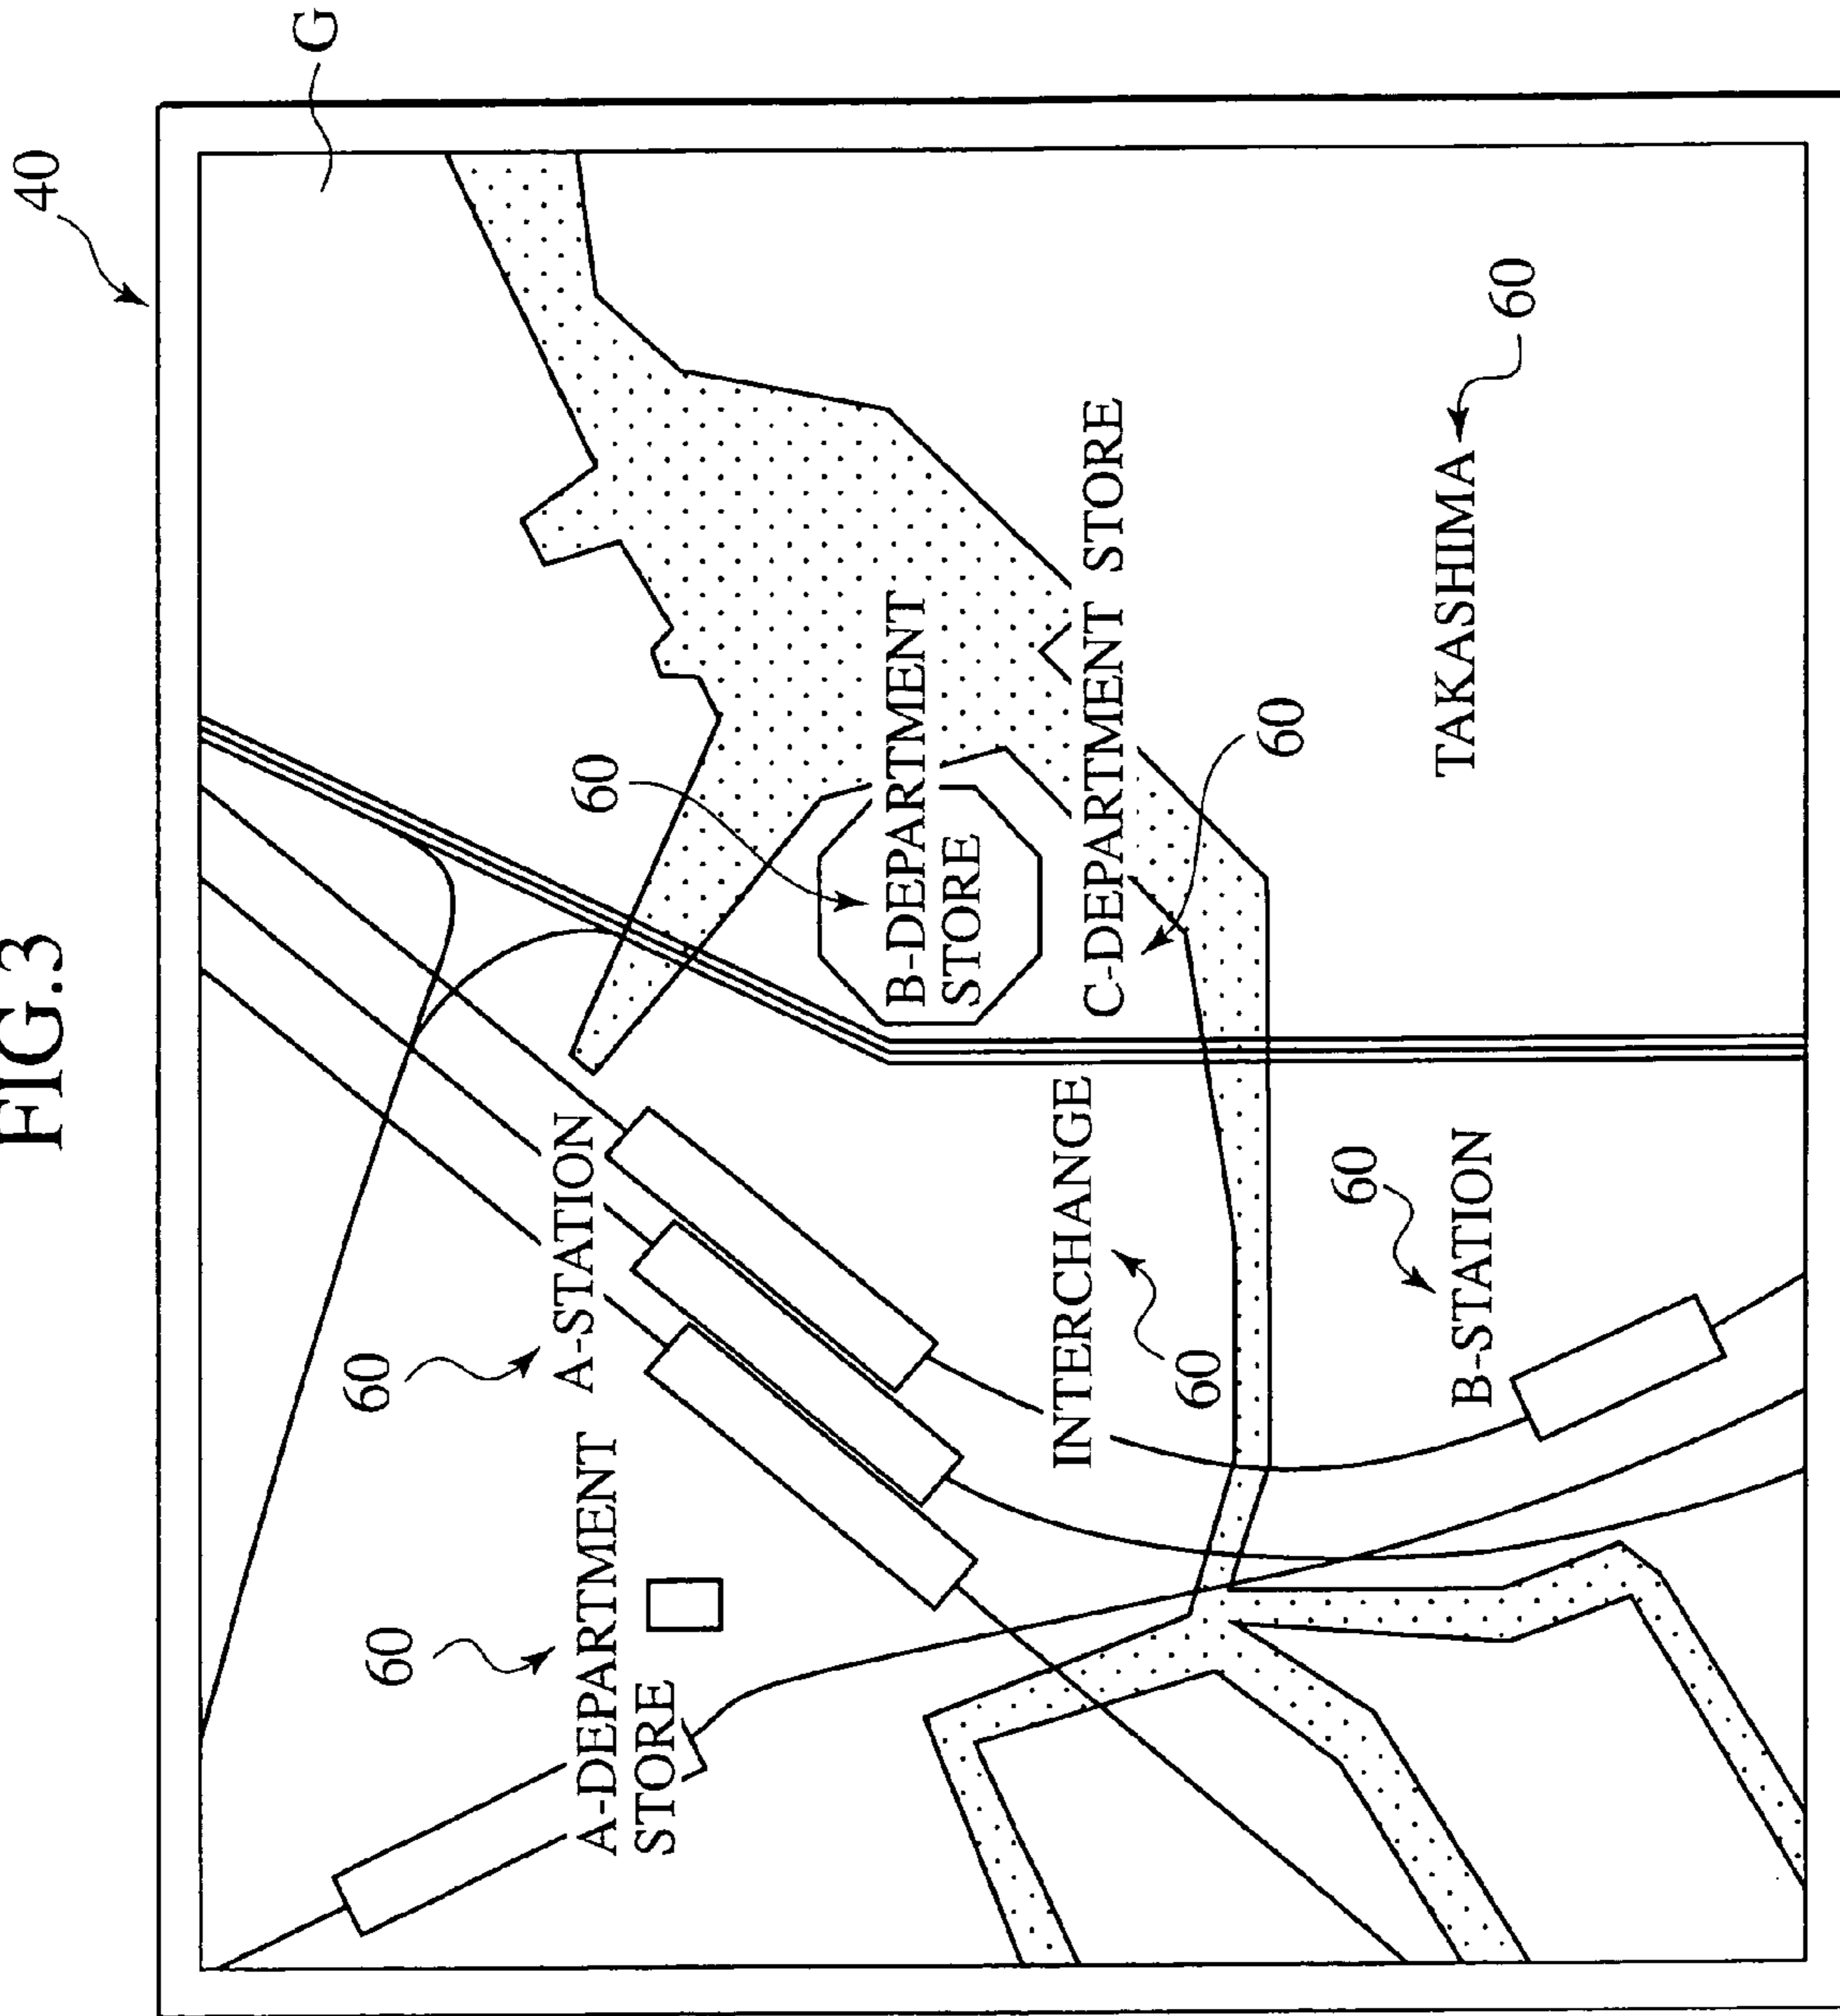 FIG.3
40
G
60
60
A-STATION
A-DEPARTMENT
STORE
60
B-DEPARTMENT
STORE
INTERCHANGE
C-DEPARTMENT STORE
60
60
60
B-STATION
TAKASHIMA
60